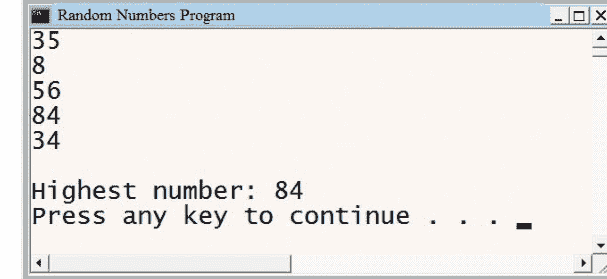 Random Numbers Program
35
8
56
84
34
Highest number: 84
Press any key to continue . . . _